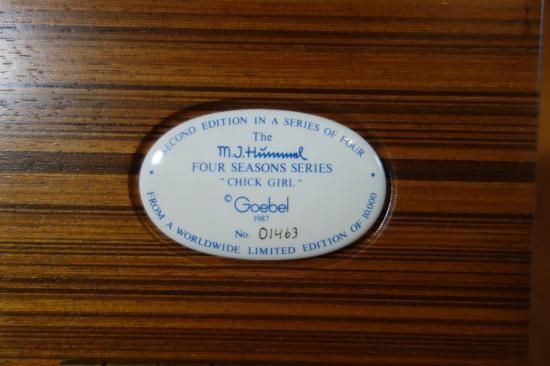 SECOND EDITION IN A SERIES OF FOUR
The
M.J. Hummel
FOUR SEASONS SERIES
"CHICK GIRL"
© Goebel
1987
No. 01463
• FROM A WORLDWIDE LIMITED EDITION OF 10,000 •